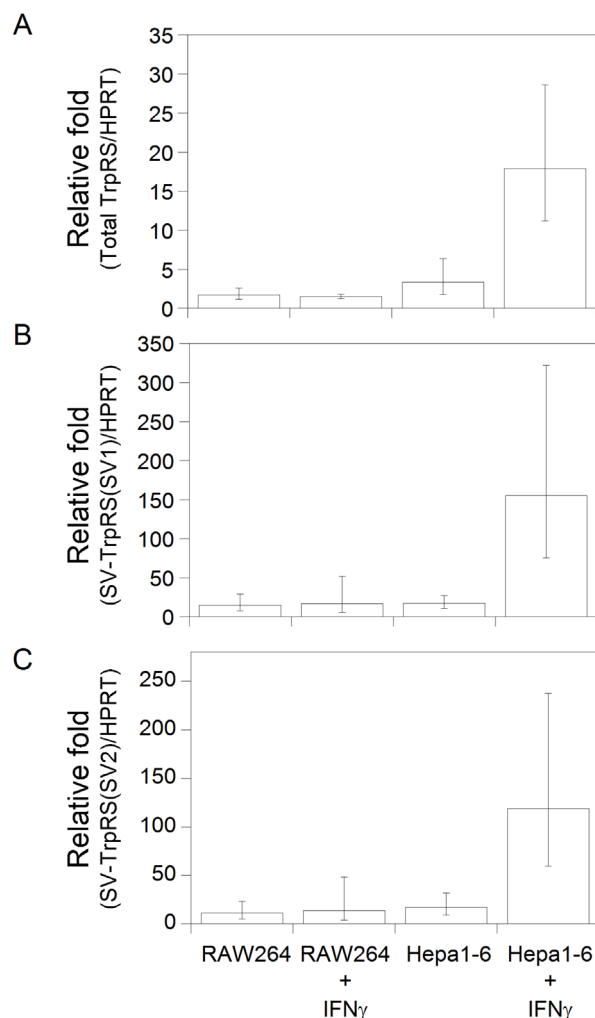 A
Relative fold
(Total TrpRS/HPRT)
35
30
25
20
15
10
5
0
B
Relative fold
(SV-TrpRS(SV1)/HPRT)
350
300
250
200
150
100
50
0
C
Relative fold
(SV-TrpRS(SV2)/HPRT)
250
200
150
100
50
0
RAW264 RAW264 Hepa1-6 Hepa1-6
+ +
IFNγ IFNγ